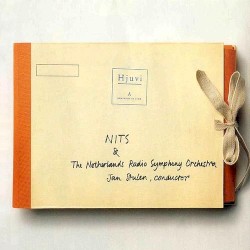 Hjuvi
A
NITS
&
The Netherlands Radio Symphony Orchestra
Jan Stulen, conductor